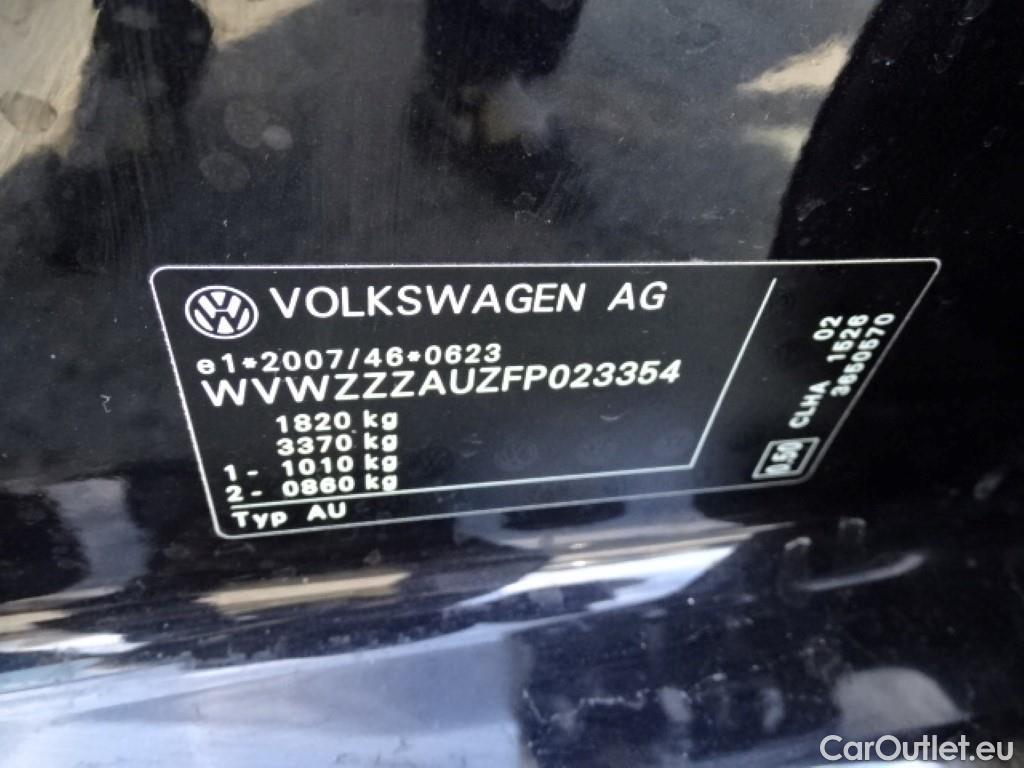 VOLKSWAGEN AG
e1*2007/46*0623
WVWZZZAUZFP023354
1820 kg
3370 kg
1- 1010 kg
2- 0860 kg
Typ AU
02
CLHA 1526
3650570
0.50
CarOutlet.eu